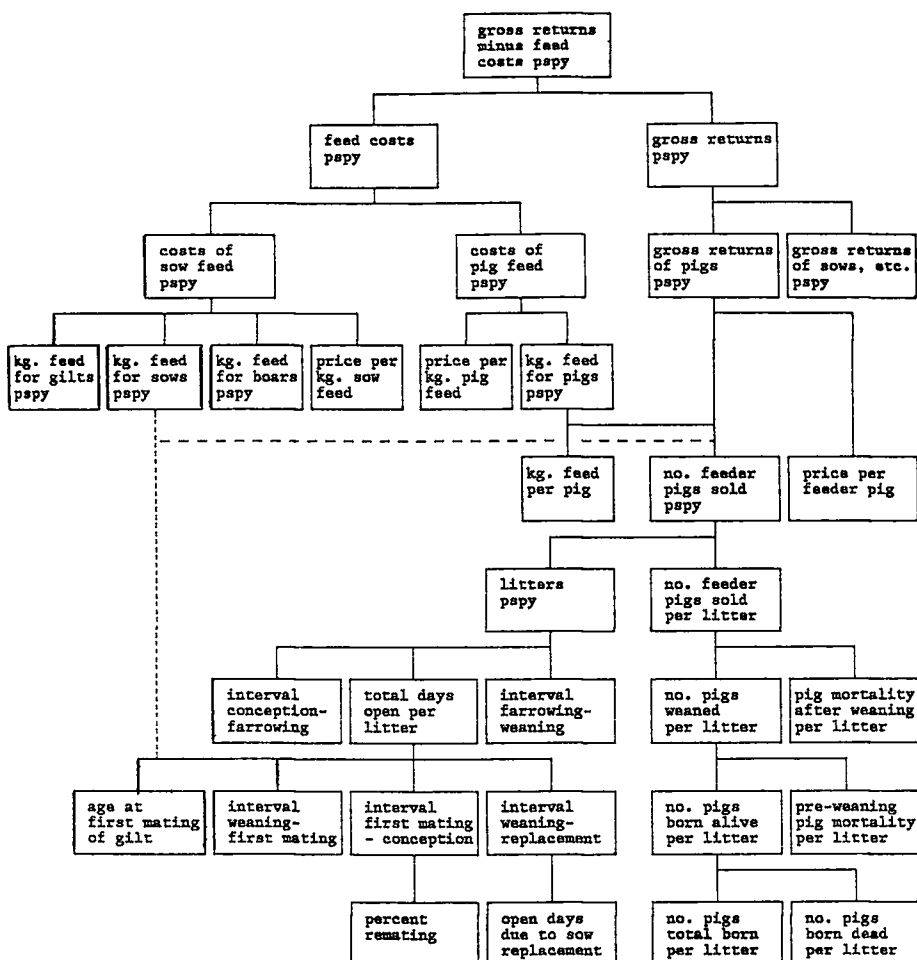 gross returns
minus feed
costs pspy
feed costs
pspy
gross returns
pspy
costs of
sow feed
pspy
costs of
pig feed
pspy
gross returns
of pigs
pspy
gross returns
of sows, etc.
pspy
kg. feed
for gilts
pspy
kg. feed
for sows
pspy
kg. feed
for boars
pspy
price per
kg. sow
feed
price per
kg. pig
feed
kg. feed
for pigs
pspy
kg. feed
per pig
no. feeder
pigs sold
pspy
price per
feeder pig
litters
pspy
no. feeder
pigs sold
per litter
interval
conception-
farrowing
total days
open per
litter
interval
farrowing-
weaning
no. pigs
weaned
per litter
pig mortality
after weaning
per litter
age at
first mating
of gilt
interval
weaning-
first mating
interval
first mating
- conception
interval
weaning-
replacement
no. pigs
born alive
per litter
pre-weaning
pig mortality
per litter
percent
remating
open days
due to sow
replacement
no. pigs
total born
per litter
no. pigs
born dead
per litter